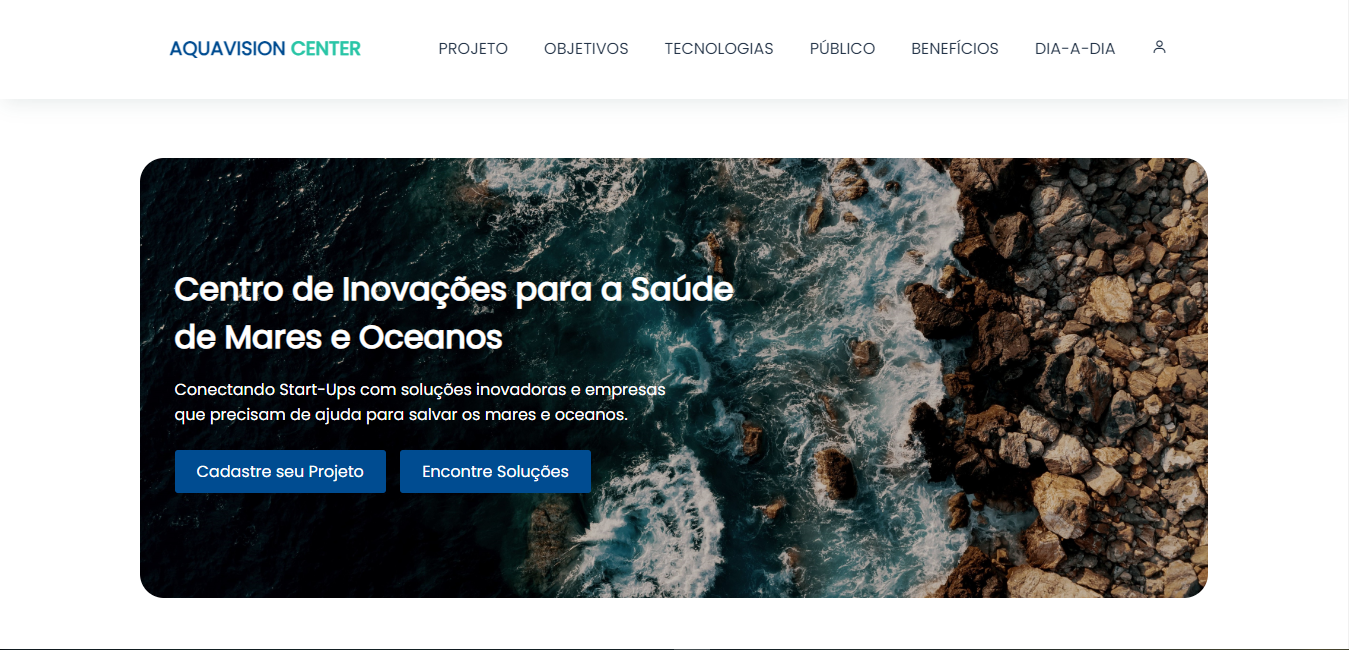 AQUAVISION CENTER
PROJETO OBJETIVOS TECNOLOGIAS PÚBLICO BENEFÍCIOS DIA-A-DIA
Centro de Inovações para a Saúde
de Mares e Oceanos
Conectando Start-Ups com soluções inovadoras e empresas
que precisam de ajuda para salvar os mares e oceanos.
Cadastre seu Projeto
Encontre Soluções